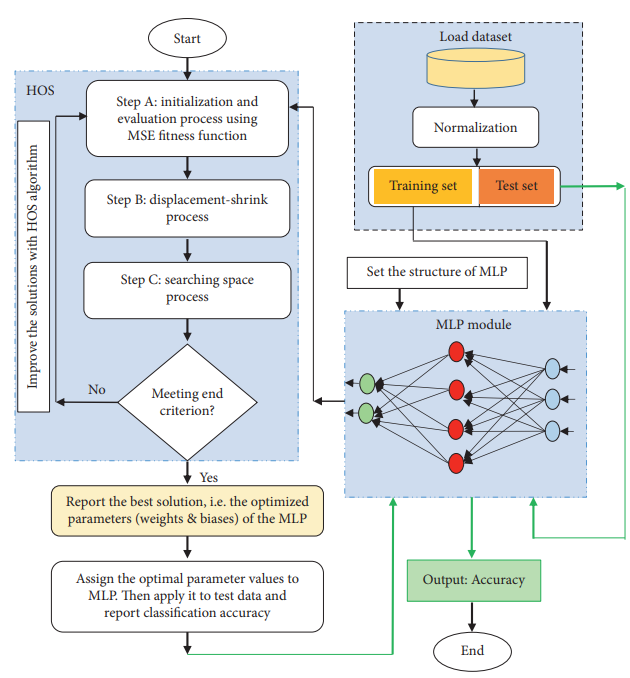 Start
HOS
Step A: initialization and
evaluation process using
MSE fitness function
Step B: displacement-shrink
process
Step C: searching space
process
Improve the solutions with HOS algorithm
Meeting end
criterion?
No
Yes
Report the best solution, i.e. the optimized
parameters (weights & biases) of the MLP
Assign the optimal parameter values to
MLP. Then apply it to test data and
report classification accuracy
Load dataset
Normalization
Training set
Test set
Set the structure of MLP
MLP module
Output: Accuracy
End